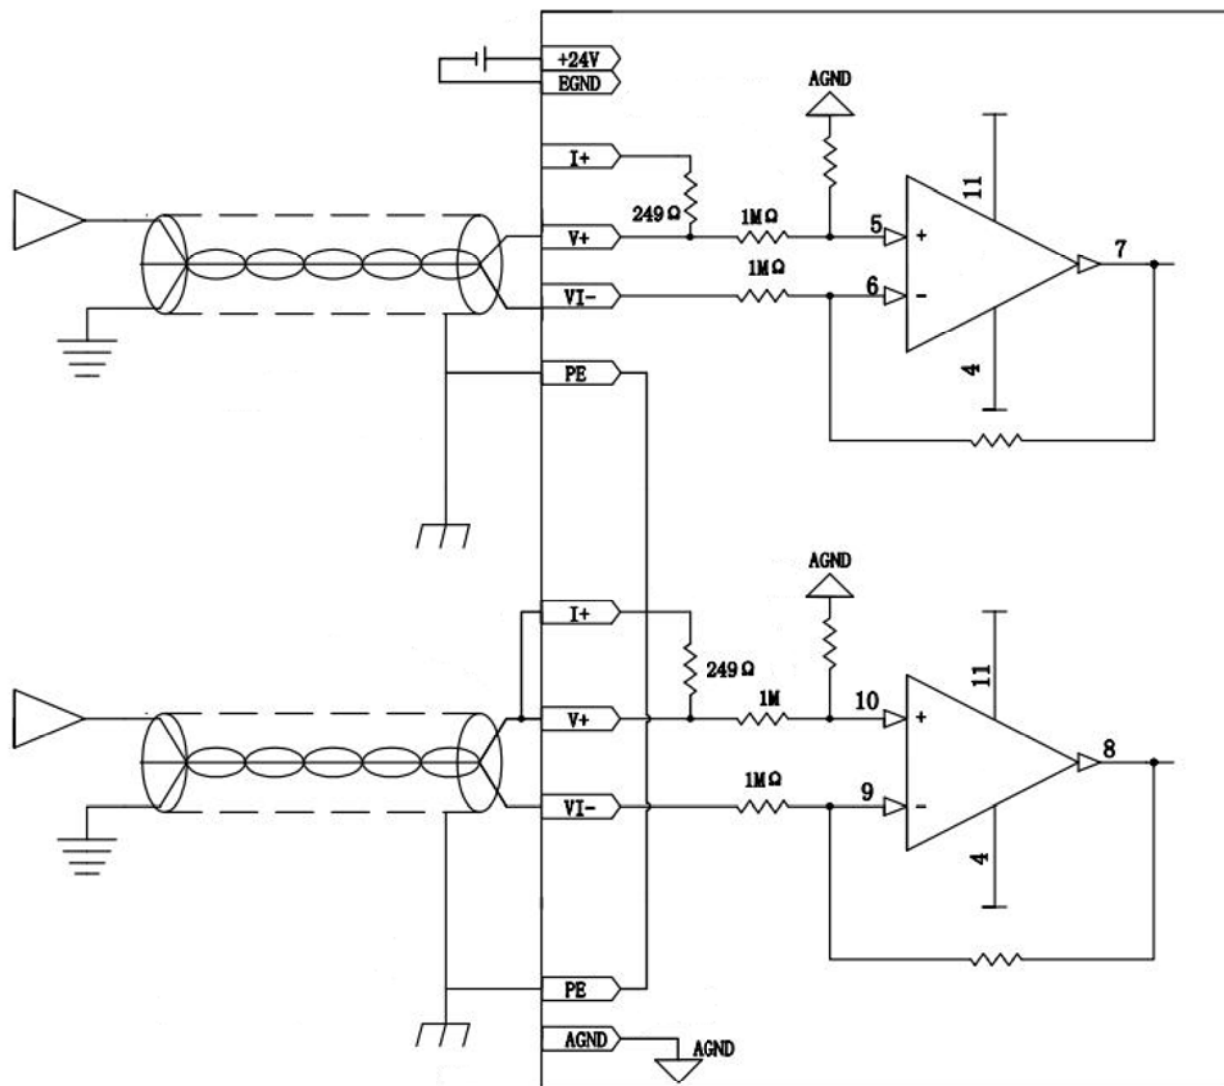 +24V
EGND
AGND
I+
11
249Ω
1MΩ
V+
5
+
7
1MΩ
VI-
6
-
4
PE
AGND
I+
11
249Ω
1M
V+
10
+
8
1MΩ
VI-
9
-
4
PE
AGND
AGND